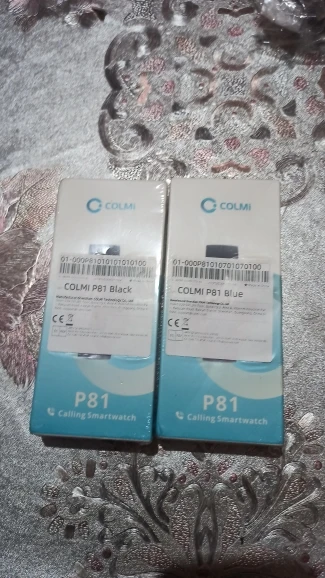 COLMI
01-000P81010101010100
COLMI P81 Black
CE
P81
Calling Smartwatch
COLMI
01-000P81010701070100
COLMI P81 Blue
CE
P81
Calling Smartwatch